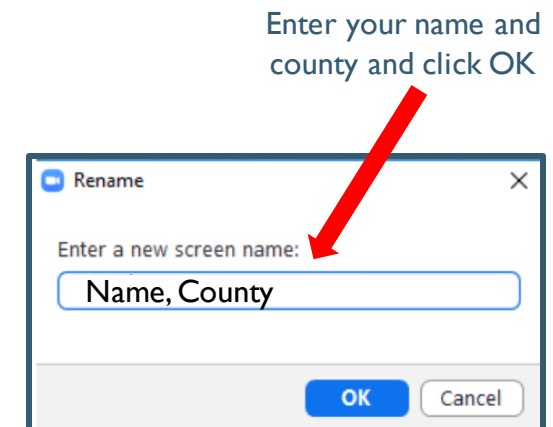 Enter your name and
county and click OK
Rename
Enter a new screen name:
Name, County
OK
Cancel